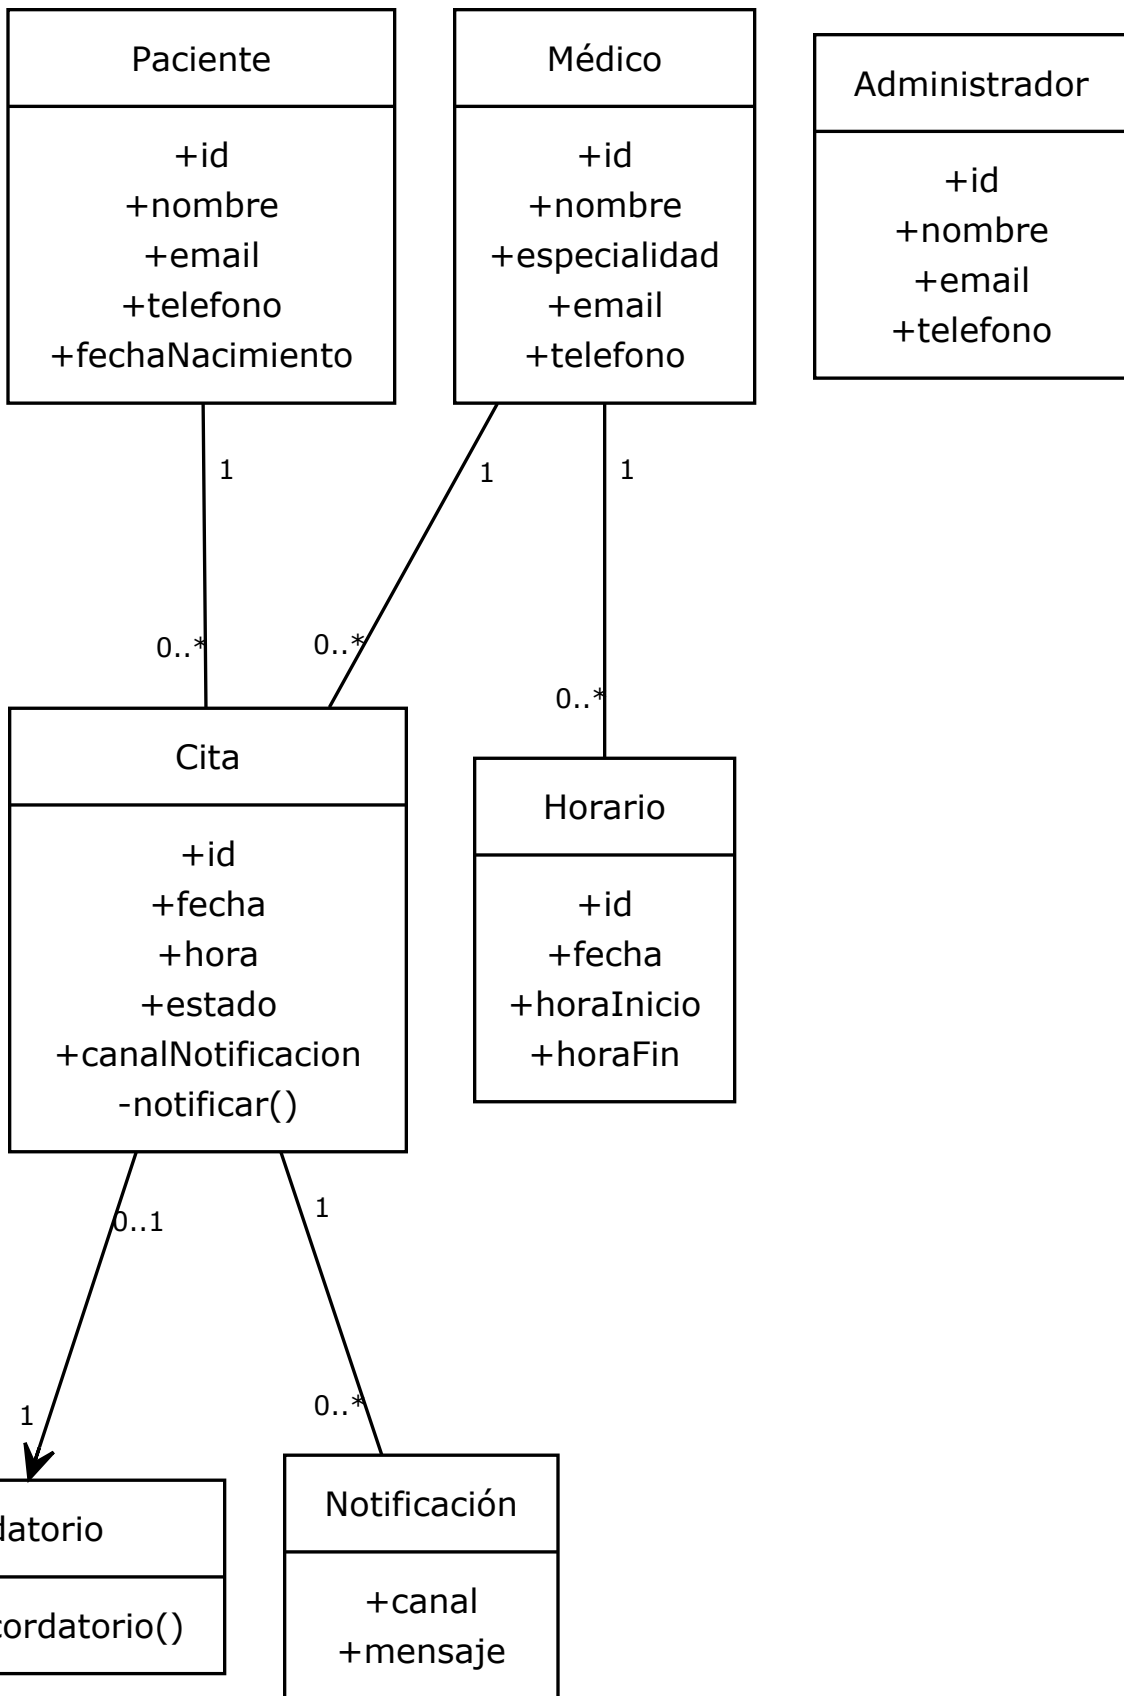 Paciente
+id
+nombre
+email
+telefono
+fechaNacimiento
Médico
+id
+nombre
+especialidad
+email
+telefono
Administrador
+id
+nombre
+email
+telefono
1
1
1
0..*
0..*
0..*
Cita
+id
+fecha
+hora
+estado
+canalNotificacion
-notificar()
Horario
+id
+fecha
+horaInicio
+horaFin
0..1
1
1
0..*
datorio
cordatorio()
Notificación
+canal
+mensaje